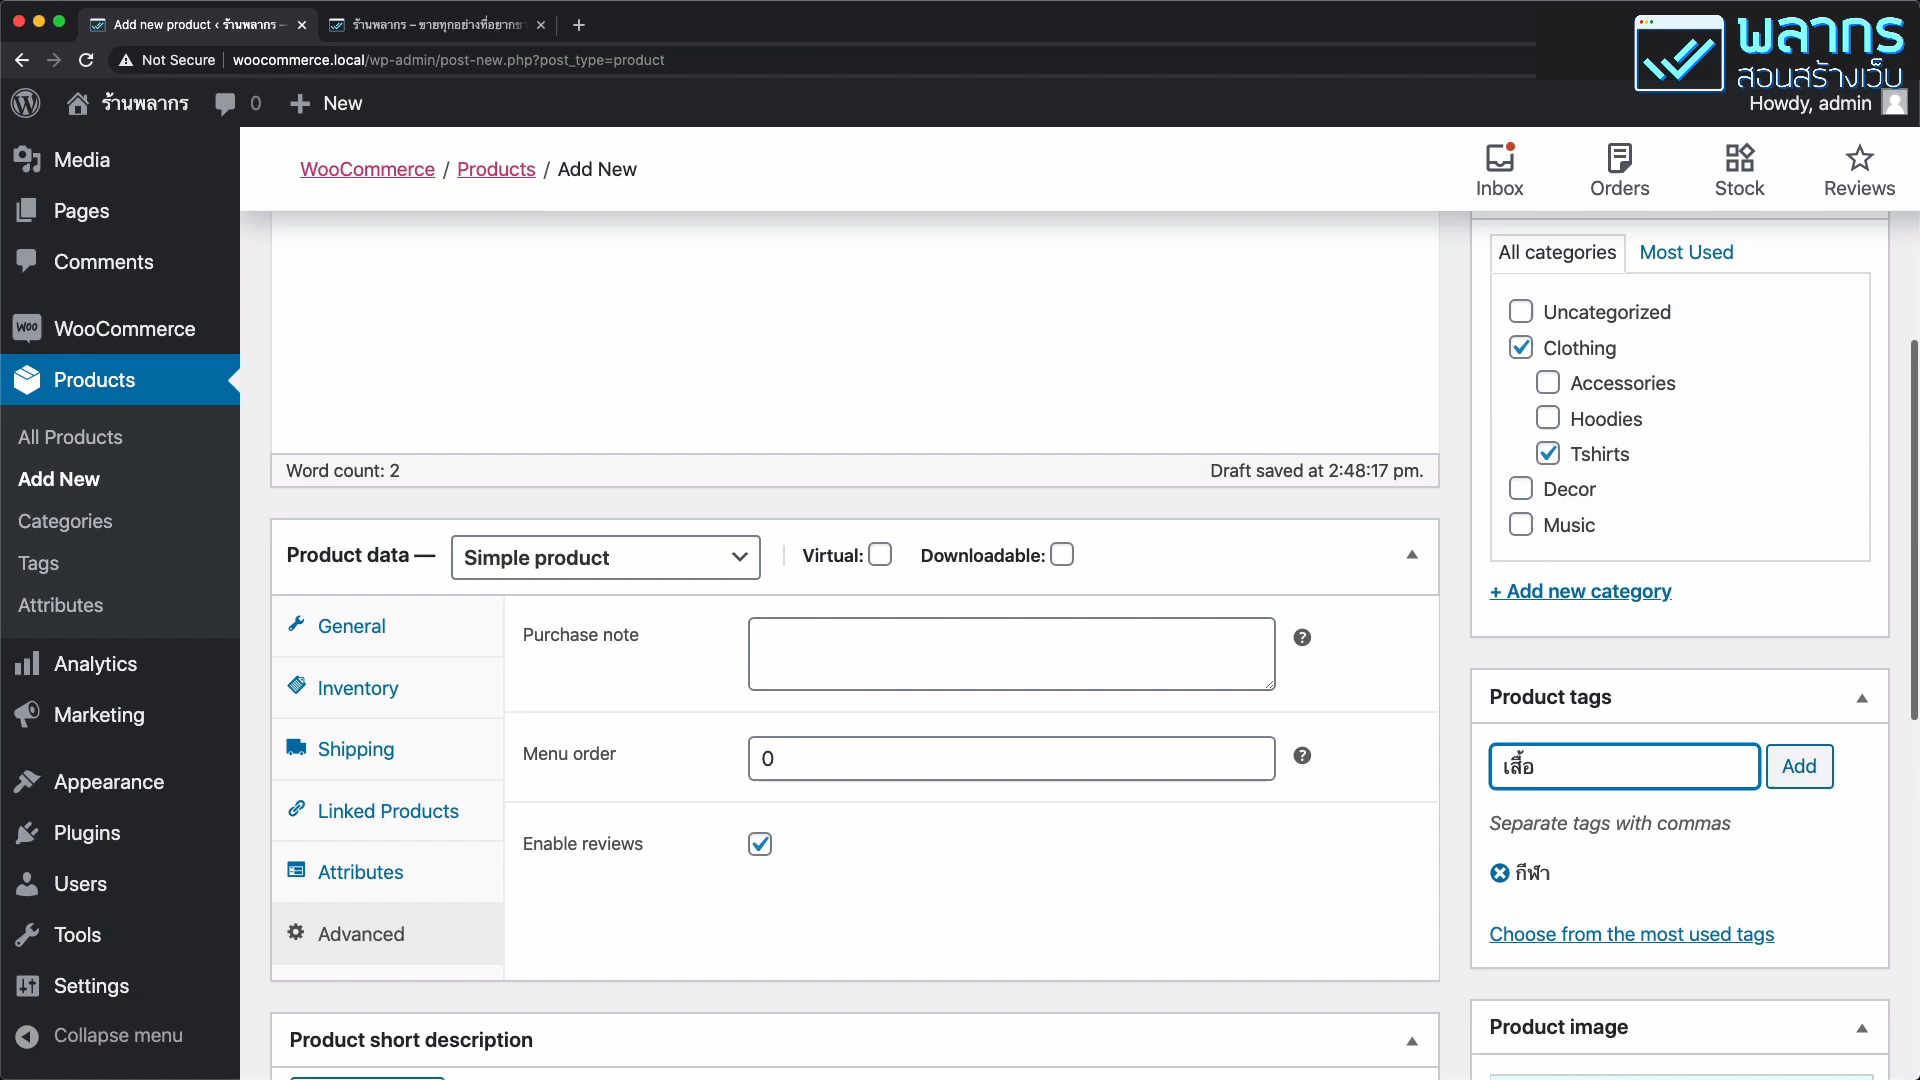 Add new product ‹ ร้านพลากร –
ร้านพลากร – ขายทุกอย่างที่อยากขา
Not Secure
woocommerce.local/wp-admin/post-new.php?post_type=product
พลากร
สอนสร้างเว็บ
ร้านพลากร
0
New
Howdy, admin
Media
Pages
Comments
WooCommerce
Products
All Products
Add New
Categories
Tags
Attributes
Analytics
Marketing
Appearance
Plugins
Users
Tools
Settings
Collapse menu
WooCommerce / Products / Add New
Inbox
Orders
Stock
Reviews
Word count: 2
Draft saved at 2:48:17 pm.
Product data —
Simple product
Virtual:
Downloadable:
General
Inventory
Shipping
Linked Products
Attributes
Advanced
Purchase note
Menu order
0
Enable reviews
Product short description
All categories
Most Used
Uncategorized
Clothing
Accessories
Hoodies
Tshirts
Decor
Music
+ Add new category
Product tags
เสื้อ
Add
Separate tags with commas
กีฬา
Choose from the most used tags
Product image